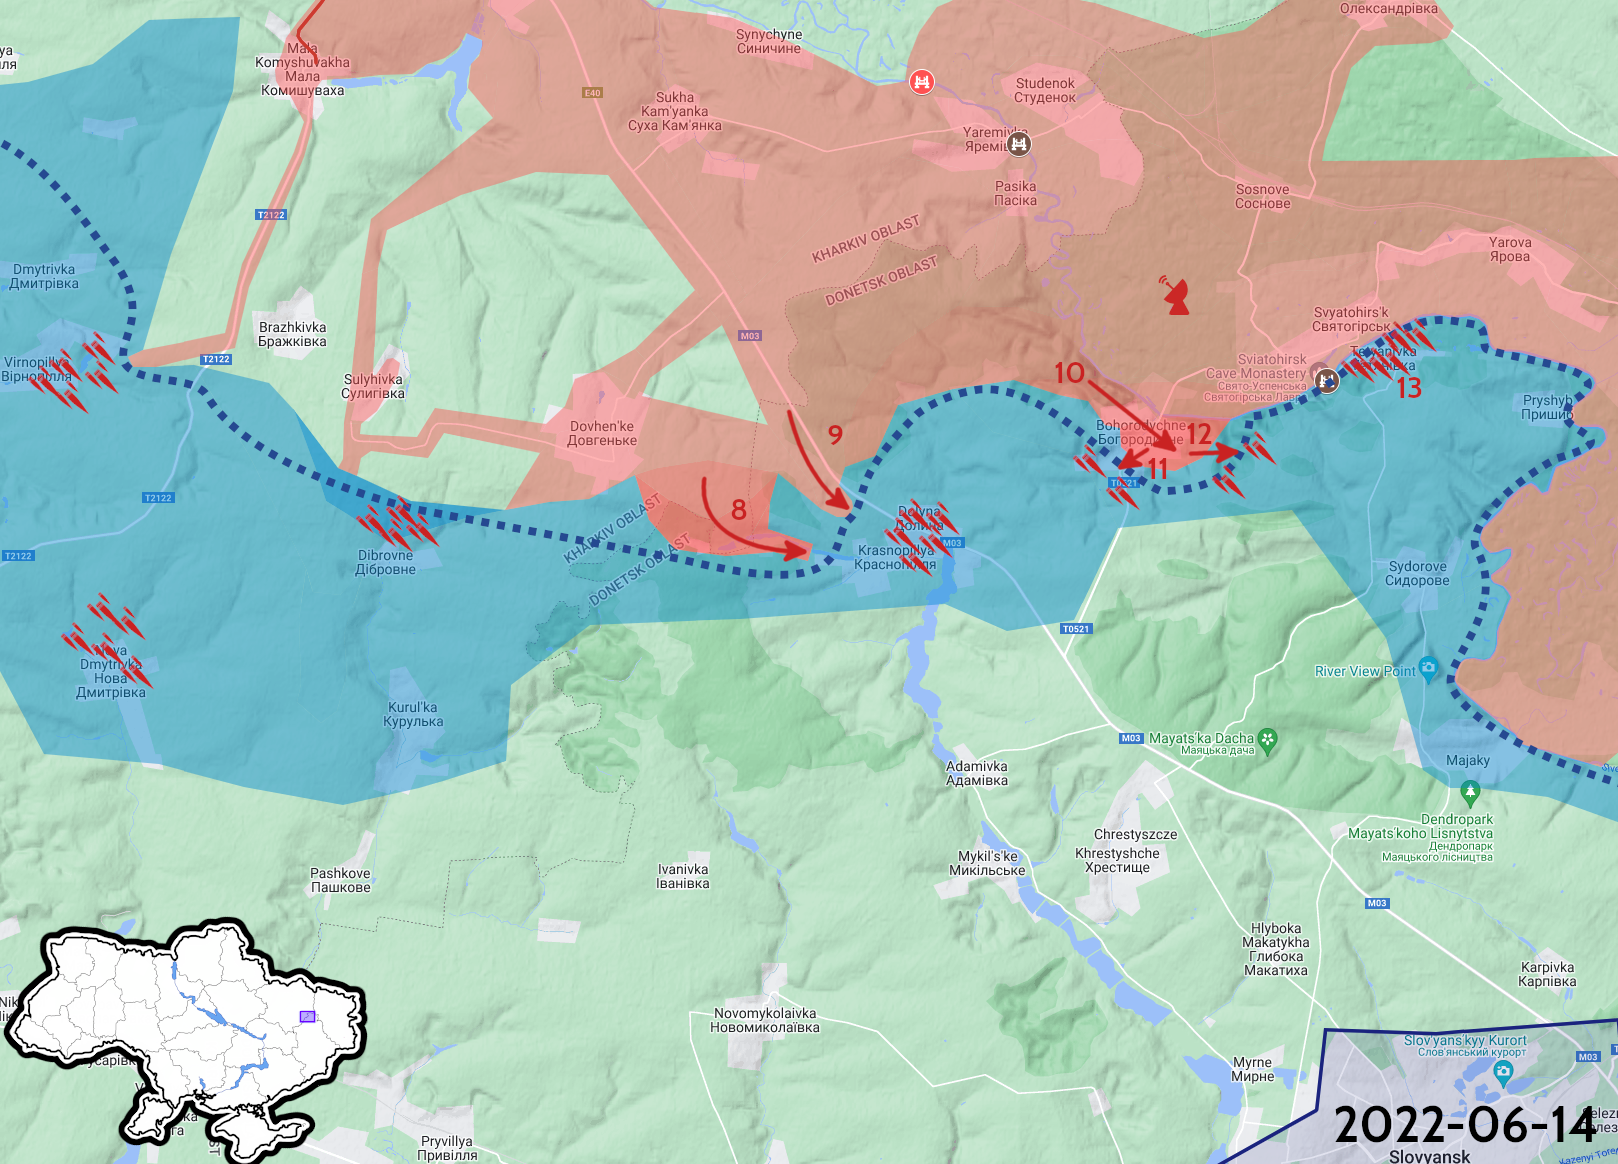 Олександрівка
Synychyne
Синичине
Mala
Komyshuvakha
Мала
Комишуваха
E40
Sukha
Kam'yanka
Суха Кам'янка
Studenok
Студенок
Yaremivka
Pasika
Пасіка
Sosnove
Соснове
T2122
KHARKIV OBLAST
DONETSK OBLAST
Yarova
Ярова
Dmytrivka
Дмитрівка
Brazhkivka
Бражківка
M03
Svyatohirs'k
Святогірськ
T2122
Virnopillya
Вірнопілля
Sulyhivka
Сулигівка
Sviatohirsk
Cave Monastery
Свято-Успенська
Святогірська Лавра
10
13
Pryshyb
Пришиб
Dovhen'ke
Довгеньке
9
Bohorodychne
Богородичне
12
11
T0521
T2122
8
KHARKIV OBLAST
DONETSK OBLAST
Dolyna
Долина
M03
Krasnopillya
Краснопілля
T2122
Dibrovne
Дібровне
Sydorove
Сидорове
T0521
Nova
Dmytrivka
Нова
Дмитрівка
River View Point
Kurul'ka
Курулька
M03
Mayats'ka Dacha
Маяцька дача
Majaky
Adamivka
Адамівка
Dendropark
Mayats'koho Lisnytstva
Дендропарк
Маяцького лісництва
Chrestyszcze
Khrestyshche
Хрестище
Mykil's'ke
Микільське
Ivanivka
Іванівка
Pashkove
Пашкове
M03
Hlyboka
Makatykha
Глибока
Макатиха
Karpivka
Карпівка
Novomykolaivka
Новомиколаївка
Slov'yans'kyy Kurort
Слов'янський курорт
M03
Myrne
Мирне
2022-06-14
Pryvillya
Привілля
Slovyansk